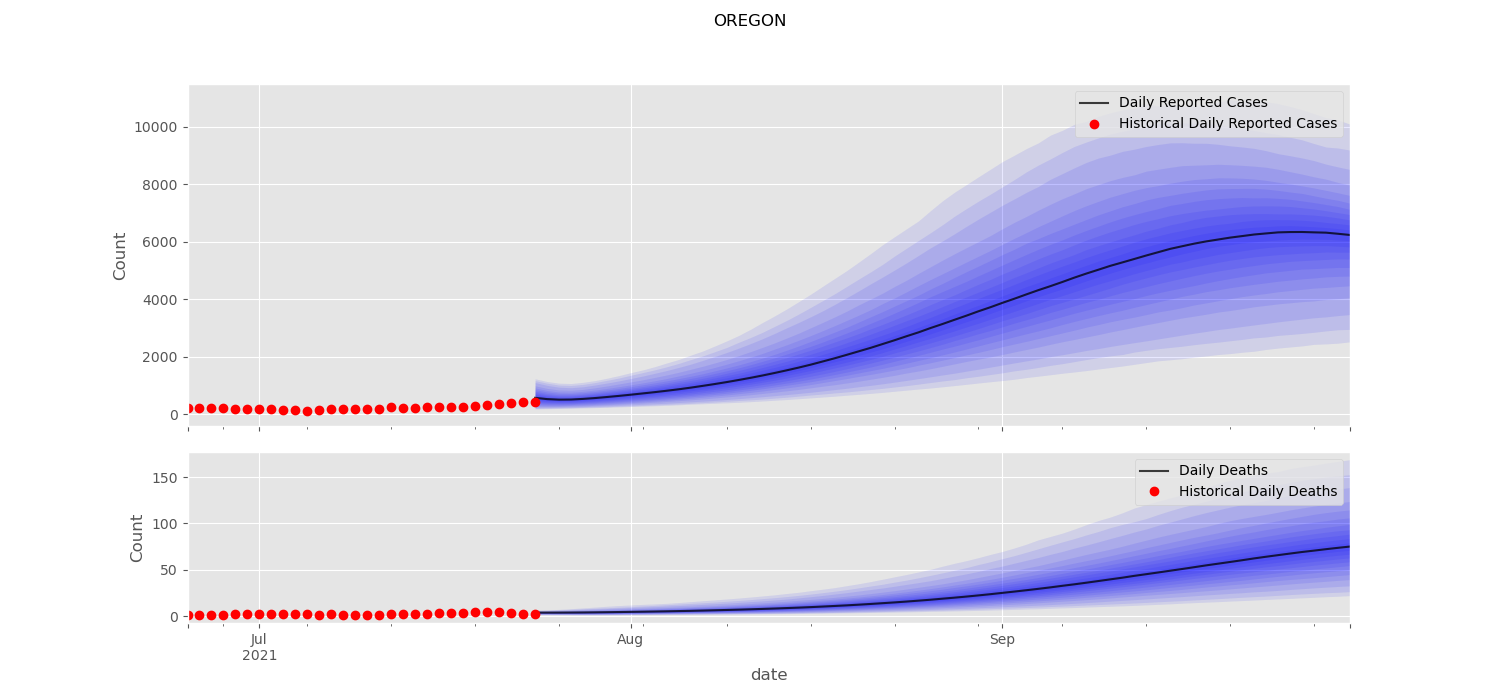 OREGON
Count
10000
8000
6000
4000
2000
0
Daily Reported Cases
Historical Daily Reported Cases
Count
150
100
50
0
Daily Deaths
Historical Daily Deaths
Jul
2021
Aug
Sep
date